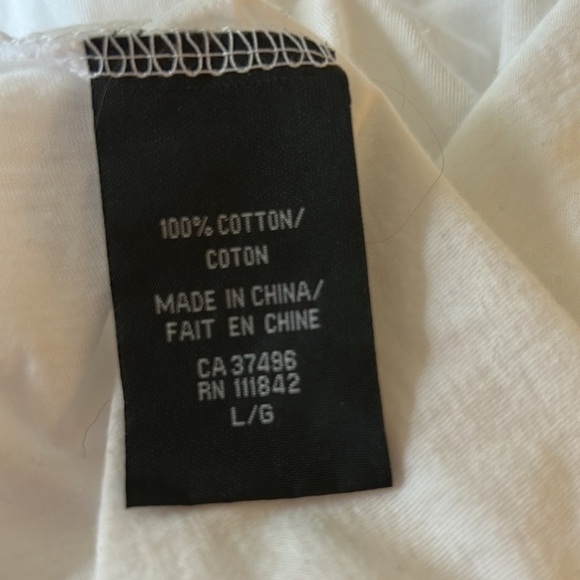 100% COTTON/
COTON
MADE IN CHINA/
FAIT EN CHINE
CA 37496
RN 111842
L/G